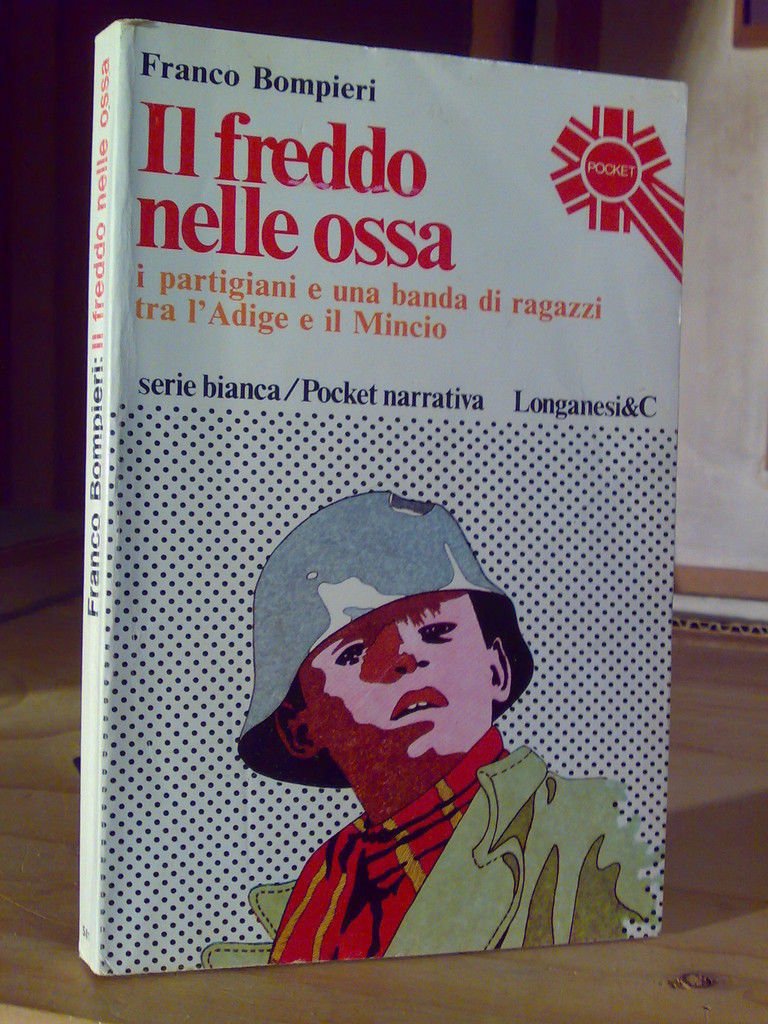 Franco Bompieri
Il freddo
nelle ossa
i partigiani e una banda di ragazzi
tra l'Adige e il Mincio
serie bianca/Pocket narrativa Longanesi&C
POCKET
Franco Bompieri: Il freddo nelle ossa